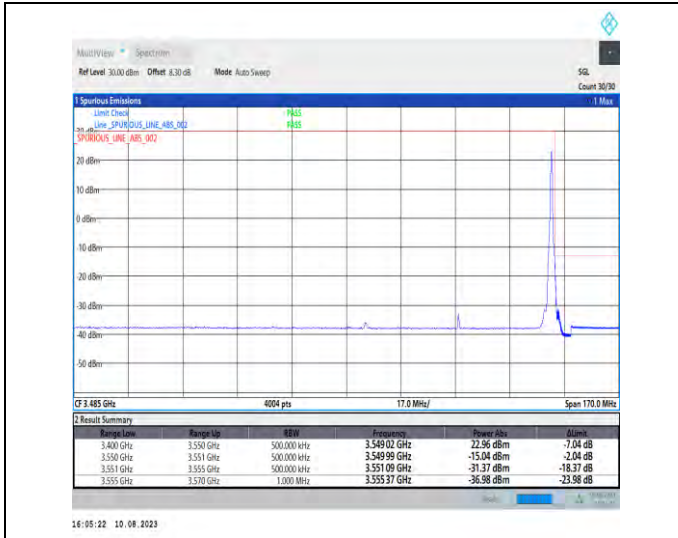 MultiView Spectrum
Ref Level 30.00 dBm Offset 8.30 dB Mode Auto Sweep SGL
Count 30/30
1 Spurious Emissions 1 Max
Limit Check PASS
Line _SPURIOUS_LINE_ABS_002 PASS
_SPURIOUS_LINE_ABS_002
20 dBm
10 dBm
0 dBm
-10 dBm
-20 dBm
-30 dBm
-40 dBm
-50 dBm
CF 3.485 GHz 4004 pts 17.0 MHz/ Span 170.0 MHz
2 Result Summary
Range Low Range Up RBW Frequency Power Abs ΔLimit
3.400 GHz 3.550 GHz 500.000 kHz 3.549 02 GHz 22.96 dBm -7.04 dB
3.550 GHz 3.551 GHz 500.000 kHz 3.549 99 GHz -15.04 dBm -2.04 dB
3.551 GHz 3.555 GHz 500.000 kHz 3.551 09 GHz -31.37 dBm -18.37 dB
3.555 GHz 3.570 GHz 1.000 MHz 3.555 37 GHz -36.98 dBm -23.98 dB
16:05:22 10.08.2023